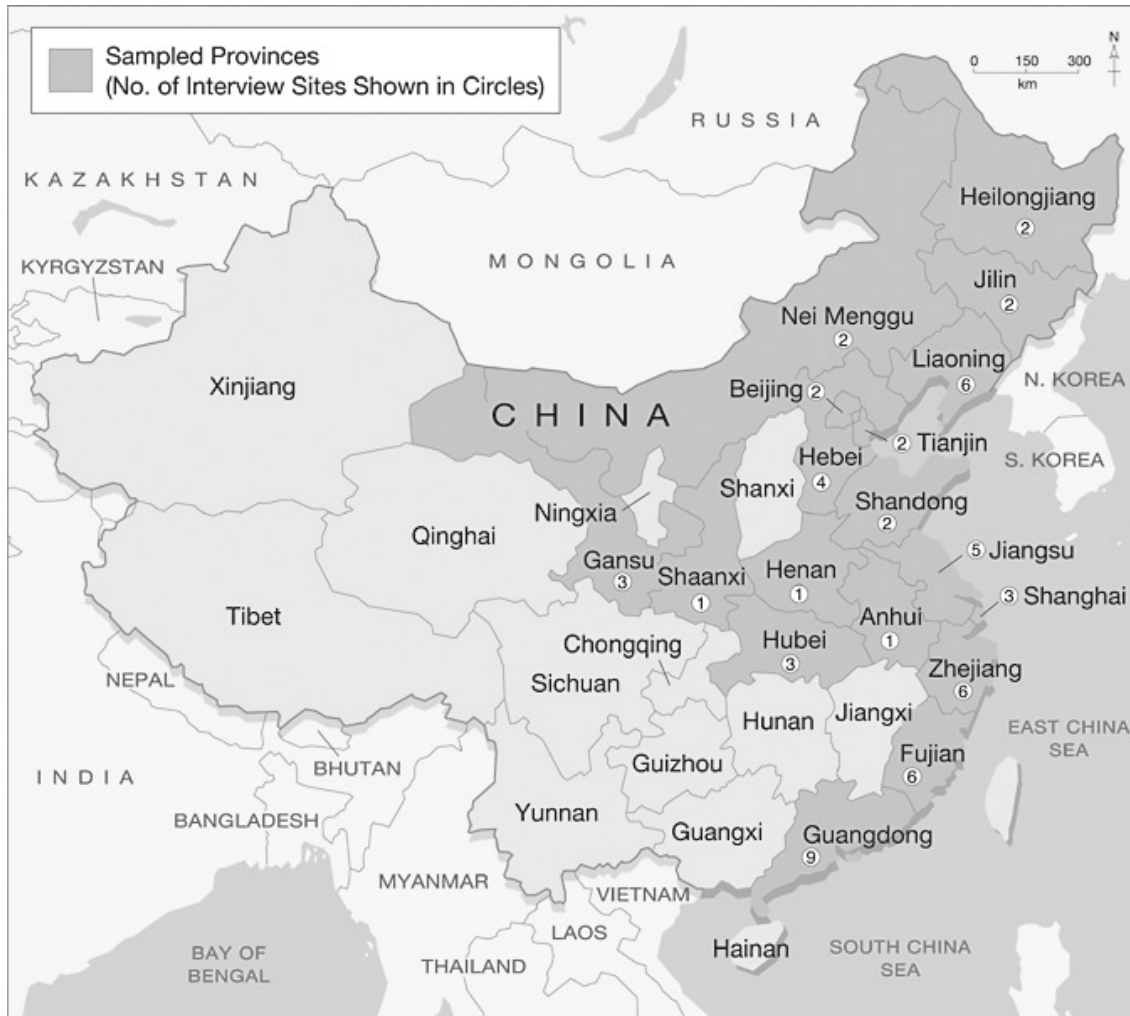 Sampled Provinces
(No. of Interview Sites Shown in Circles)
N
0 150 300
km
RUSSIA
KAZAKHSTAN
Heilongjiang
2
MONGOLIA
KYRGYZSTAN
Jilin
2
Nei Menggu
2
Liaoning
6
Xinjiang
Beijing 2
N. KOREA
CHINA
2 Tianjin
Hebei
4
S. KOREA
Shanxi
Shandong
2
Ningxia
Qinghai
5 Jiangsu
Gansu
3
Shaanxi
1
Henan
1
3 Shanghai
Tibet
Anhui
1
Chongqing
Hubei
3
Zhejiang
6
NEPAL
Sichuan
Hunan
Jiangxi
EAST CHINA
SEA
INDIA
BHUTAN
Guizhou
Fujian
6
BANGLADESH
Yunnan
Guangxi
Guangdong
9
MYANMAR
VIETNAM
LAOS
Hainan
BAY OF
BENGAL
THAILAND
SOUTH CHINA
SEA